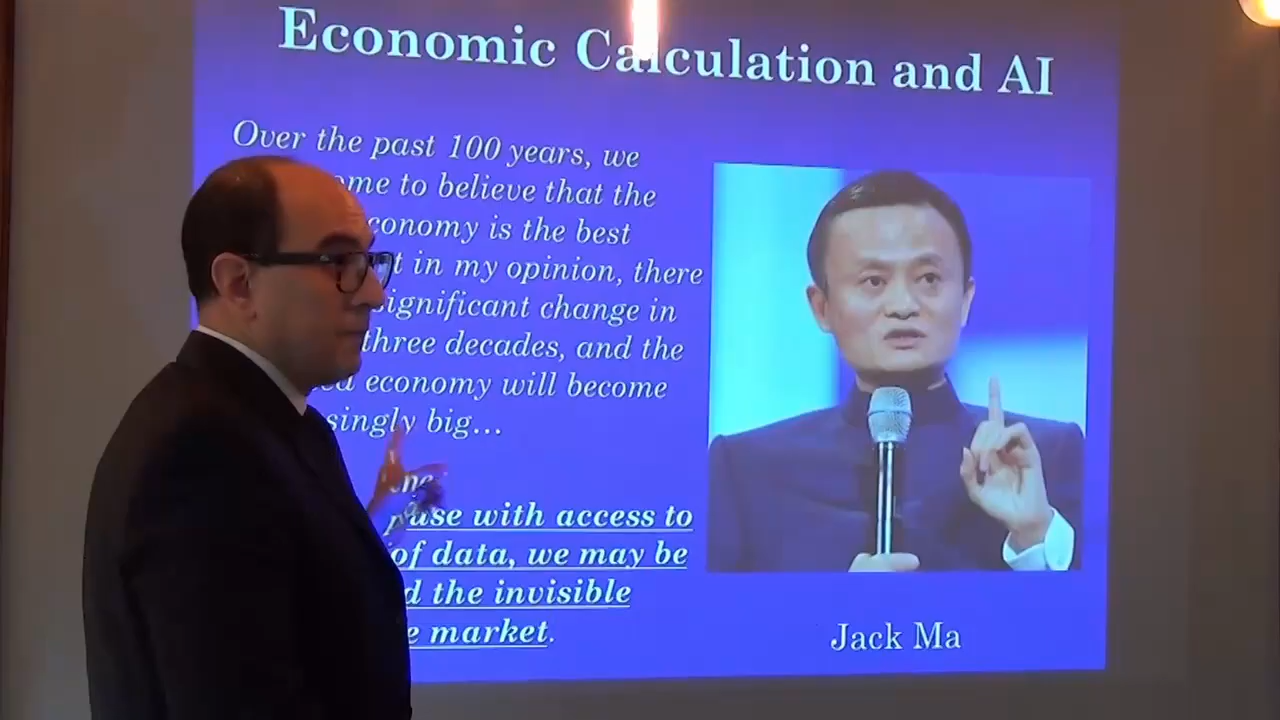 Economic Calculation and AI
Over the past 100 years, we
come to believe that the
economy is the best
in my opinion, there
significant change in
three decades, and the
economy will become
singly big...
with access to
of data, we may be
the invisible
market.
Jack Ma